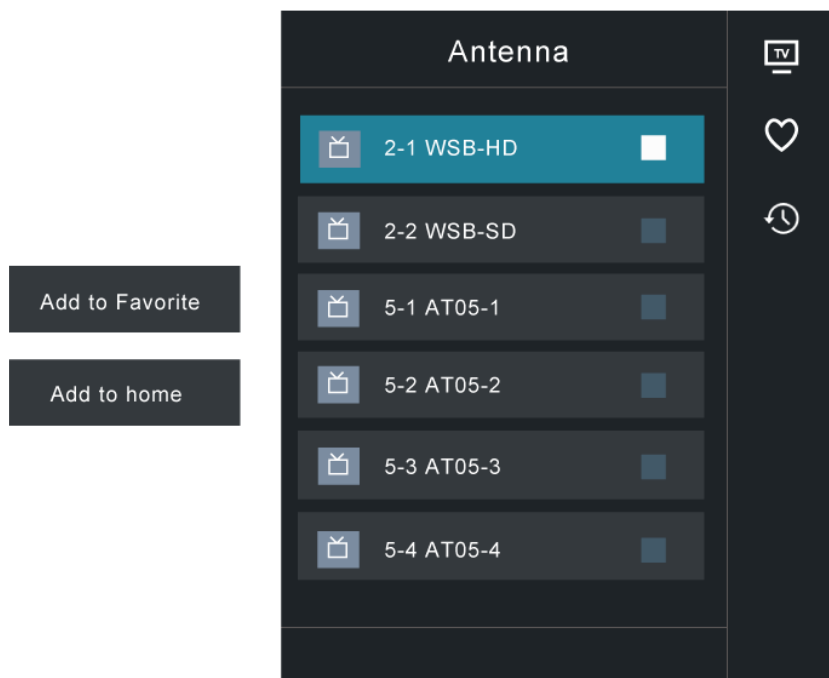 Antenna
TV
2-1 WSB-HD
2-2 WSB-SD
5-1 AT05-1
5-2 AT05-2
5-3 AT05-3
5-4 AT05-4
Add to Favorite
Add to home